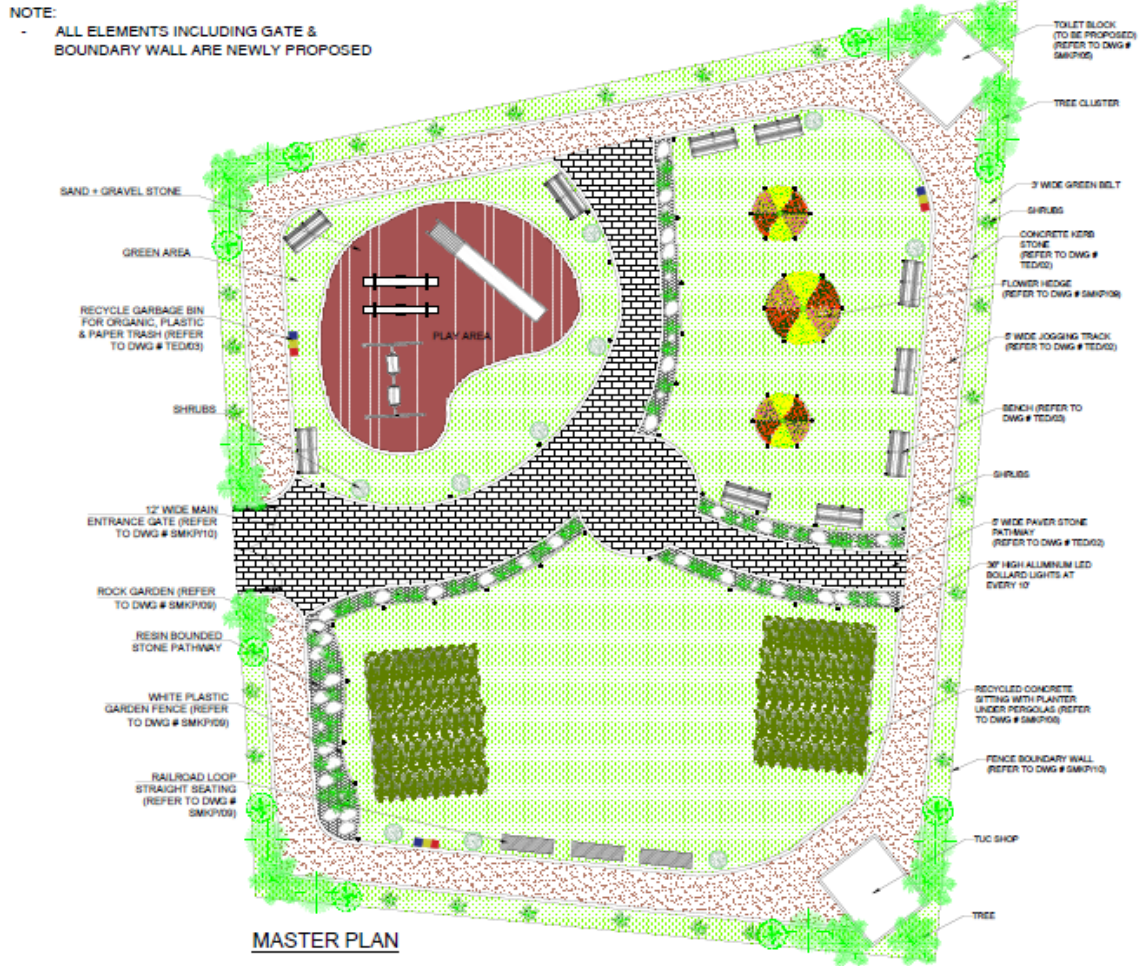 NOTE:
- ALL ELEMENTS INCLUDING GATE &
BOUNDARY WALL ARE NEWLY PROPOSED
SAND + GRAVEL STONE
GREEN AREA
RECYCLE GARBAGE BIN
FOR ORGANIC, PLASTIC
& PAPER TRASH (REFER
TO DWG # TED/03)
SHRUBS
12' WIDE MAIN
ENTRANCE GATE (REFER
TO DWG # SMKP/10)
ROCK GARDEN (REFER
TO DWG # SMKP/09)
RESIN BOUNDED
STONE PATHWAY
WHITE PLASTIC
GARDEN FENCE (REFER
TO DWG # SMKP/09)
RAILROAD LOOP
STRAIGHT SEATING
(REFER TO DWG #
SMKP/09)
PLAY AREA
TOILET BLOCK
(TO BE PROPOSED)
(REFER TO DWG #
SMKP/05)
TREE CLUSTER
3' WIDE GREEN BELT
SHRUBS
CONCRETE KERB
STONE
(REFER TO DWG #
TED/02)
FLOWER HEDGE
(REFER TO DWG # SMKP/09)
5' WIDE JOGGING TRACK
(REFER TO DWG # TED/02)
BENCH (REFER TO
DWG # TED/03)
SHRUBS
5' WIDE PAVER STONE
PATHWAY
(REFER TO DWG # TED/02)
36" HIGH ALUMINUM LED
BOLLARD LIGHTS AT
EVERY 10'
RECYCLED CONCRETE
SITTING WITH PLANTER
UNDER PERGOLAS (REFER
TO DWG # SMKP/08)
FENCE BOUNDARY WALL
(REFER TO DWG # SMKP/10)
TUC SHOP
TREE
MASTER PLAN